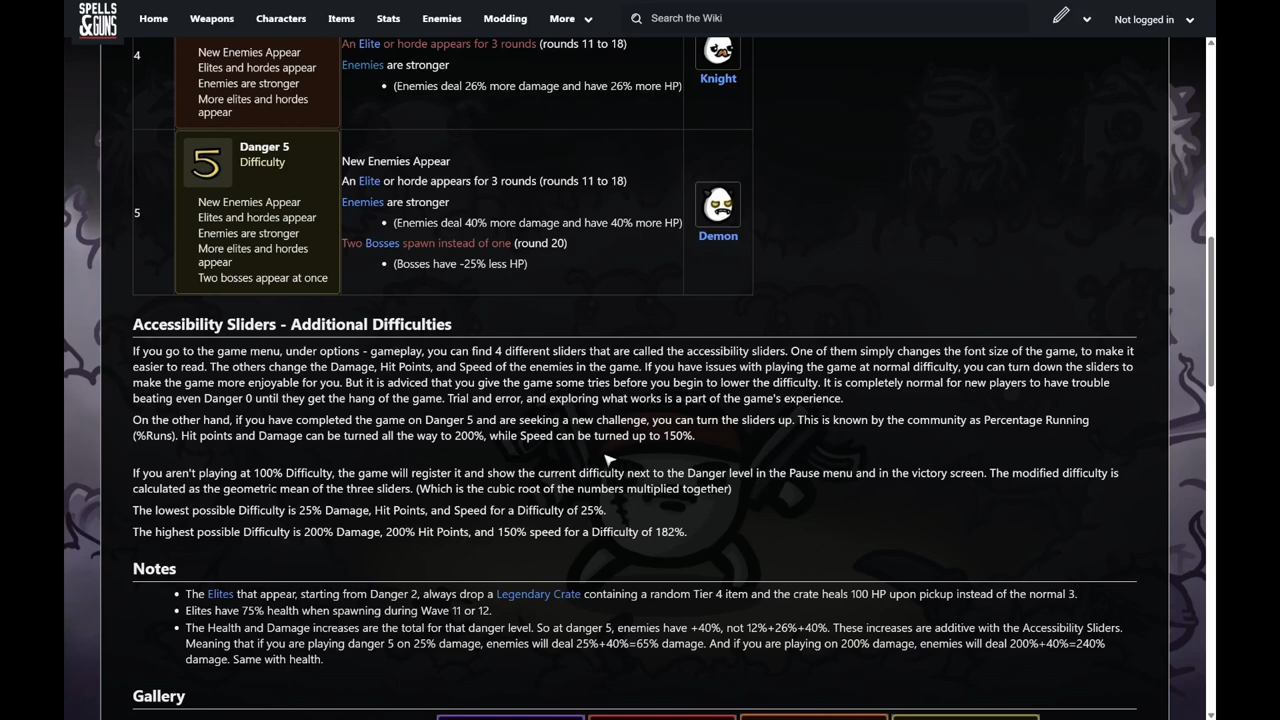 SPELLS
&GUNS
Home Weapons Characters Items Stats Enemies Modding More Search the Wiki Not logged in
4
New Enemies Appear
Elites and hordes appear
Enemies are stronger
More elites and hordes
appear
An Elite or horde appears for 3 rounds (rounds 11 to 18)
Enemies are stronger
(Enemies deal 26% more damage and have 26% more HP)
Knight
5
5
Danger 5
Difficulty
New Enemies Appear
Elites and hordes appear
Enemies are stronger
More elites and hordes
appear
Two bosses appear at once
New Enemies Appear
An Elite or horde appears for 3 rounds (rounds 11 to 18)
Enemies are stronger
(Enemies deal 40% more damage and have 40% more HP)
Two Bosses spawn instead of one (round 20)
(Bosses have -25% less HP)
Demon
Accessibility Sliders - Additional Difficulties
If you go to the game menu, under options - gameplay, you can find 4 different sliders that are called the accessibility sliders. One of them simply changes the font size of the game, to make it
easier to read. The others change the Damage, Hit Points, and Speed of the enemies in the game. If you have issues with playing the game at normal difficulty, you can turn down the sliders to
make the game more enjoyable for you. But it is adviced that you give the game some tries before you begin to lower the difficulty. It is completely normal for new players to have trouble
beating even Danger 0 until they get the hang of the game. Trial and error, and exploring what works is a part of the game's experience.
On the other hand, if you have completed the game on Danger 5 and are seeking a new challenge, you can turn the sliders up. This is known by the community as Percentage Running
(%Runs). Hit points and Damage can be turned all the way to 200%, while Speed can be turned up to 150%.
If you aren't playing at 100% Difficulty, the game will register it and show the current difficulty next to the Danger level in the Pause menu and in the victory screen. The modified difficulty is
calculated as the geometric mean of the three sliders. (Which is the cubic root of the numbers multiplied together)
The lowest possible Difficulty is 25% Damage, Hit Points, and Speed for a Difficulty of 25%.
The highest possible Difficulty is 200% Damage, 200% Hit Points, and 150% speed for a Difficulty of 182%.
Notes
The Elites that appear, starting from Danger 2, always drop a Legendary Crate containing a random Tier 4 item and the crate heals 100 HP upon pickup instead of the normal 3.
Elites have 75% health when spawning during Wave 11 or 12.
The Health and Damage increases are the total for that danger level. So at danger 5, enemies have +40%, not 12%+26%+40%. These increases are additive with the Accessibility Sliders.
Meaning that if you are playing danger 5 on 25% damage, enemies will deal 25%+40%=65% damage. And if you are playing on 200% damage, enemies will deal 200%+40%=240%
damage. Same with health.
Gallery